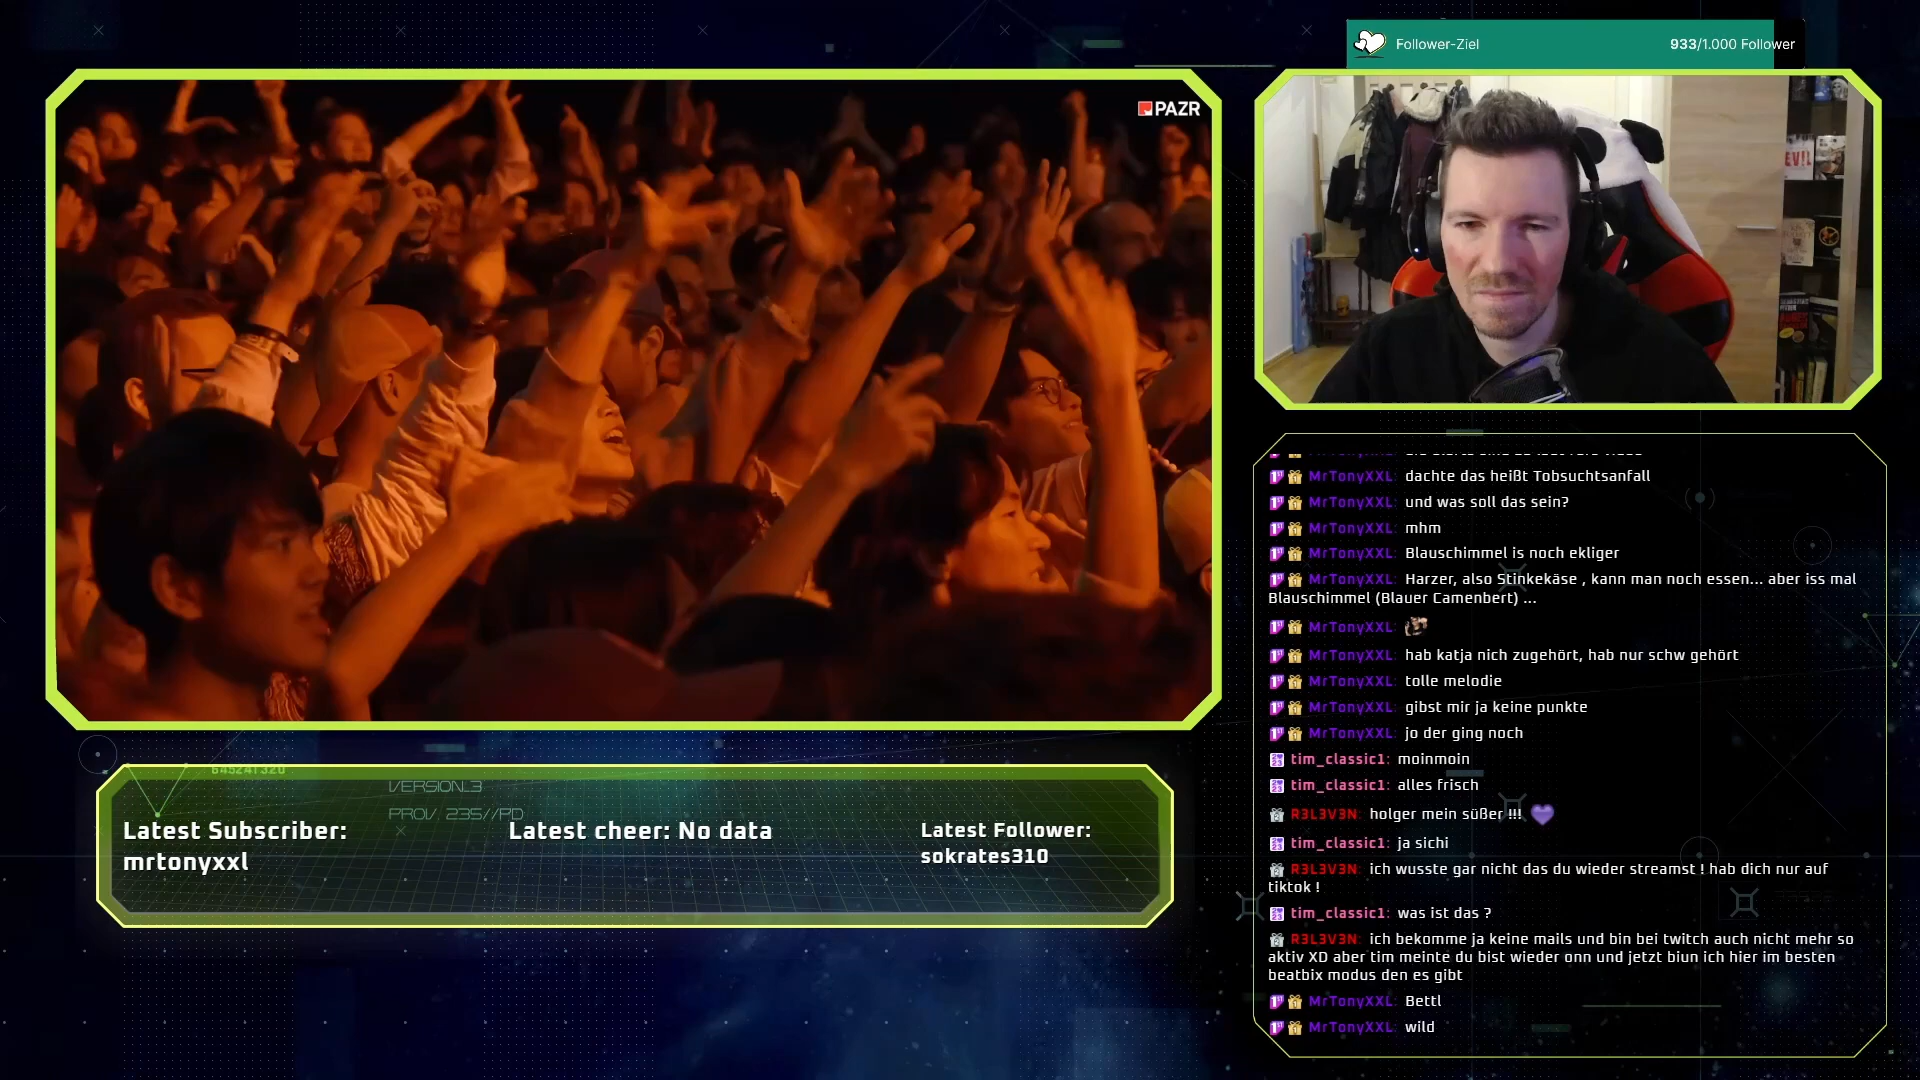 Follower-Ziel
933/1.000 Follower
PAZR
EVIL
MrTonyXXL: dachte das heißt Tobsuchtsanfall
MrTonyXXL: und was soll das sein?
MrTonyXXL: mhm
MrTonyXXL: Blauschimmel is noch ekliger
MrTonyXXL: Harzer, also Stinkekäse , kann man noch essen... aber iss mal
Blauschimmel (Blauer Camenbert) ...
MrTonyXXL:
MrTonyXXL: hab katja nich zugehört, hab nur schw gehört
MrTonyXXL: tolle melodie
MrTonyXXL: gibst mir ja keine punkte
MrTonyXXL: jo der ging noch
tim_classic1: moinmoin
tim_classic1: alles frisch
R3L3V3N: holger mein süßer !!!
tim_classic1: ja sichi
R3L3V3N: ich wusste gar nicht das du wieder streamst ! hab dich nur auf
tiktok !
tim_classic1: was ist das ?
R3L3V3N: ich bekomme ja keine mails und bin bei twitch auch nicht mehr so
aktiv XD aber tim meinte du bist wieder onn und jetzt biun ich hier im besten
beatbix modus den es gibt
MrTonyXXL: Bettl
MrTonyXXL: wild
VERSION_3
PROV. 235//PD
Latest Subscriber:
mrtonyxxl
Latest cheer: No data
Latest Follower:
sokrates310